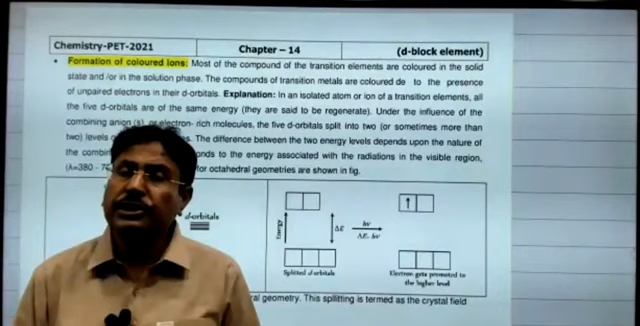 Chemistry-PET-2021 Chapter – 14 (d-block element)
• Formation of coloured ions: Most of the compound of the transition elements are coloured in the solid
state and /or in the solution phase. The compounds of transition metals are coloured de to the presence
of unpaired electrons in their d-orbitals. Explanation: In an isolated atom or ion of a transition elements, all
the five d-orbitals are of the same energy (they are said to be regenerate). Under the influence of the
combining anion (s) or electron- rich molecules, the five d-orbitals split into two (or sometimes more than
two) levels The difference between the two energy levels depends upon the nature of
the to the energy associated with the radiations in the visible region,
(λ=380 - octahedral geometries are shown in fig.
d-orbitals
Energy
ΔE
hν
ΔE. hν
Splitted d orbitals
Electron gets promoted to
the higher level
geometry. This splitting is termed as the crystal field